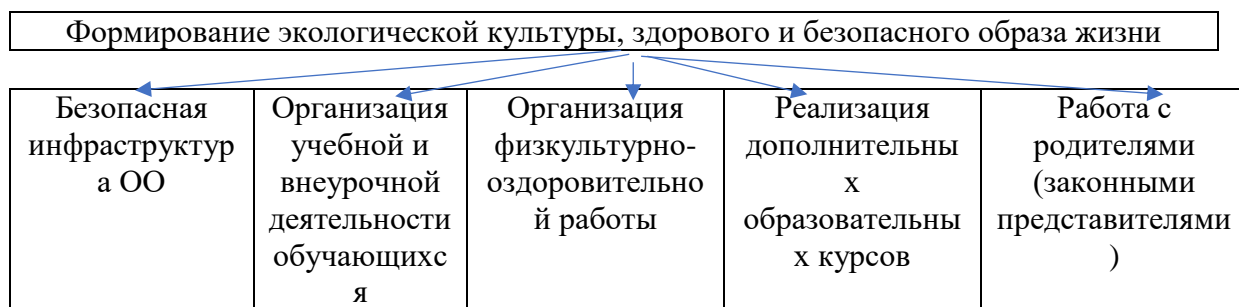 Формирование экологической культуры, здорового и безопасного образа жизни
Безопасная
инфраструктур
а ОО
Организация
учебной и
внеурочной
деятельности
обучающихс
я
Организация
физкультурно-
оздоровительно
й работы
Реализация
дополнительны
х
образовательны
х курсов
Работа с
родителями
(законными
представителями
)